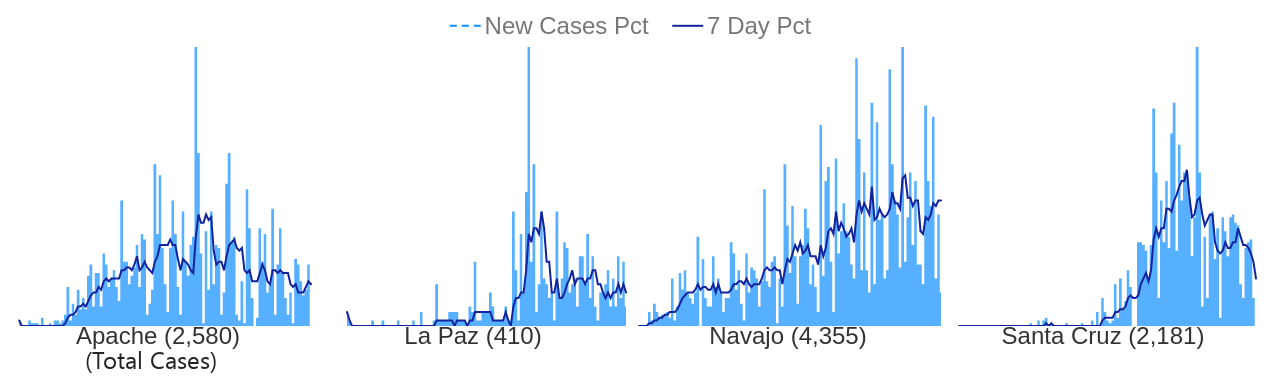 New Cases Pct 7 Day Pct
Apache (2,580) La Paz (410) Navajo (4,355) Santa Cruz (2,181)
(Total Cases)